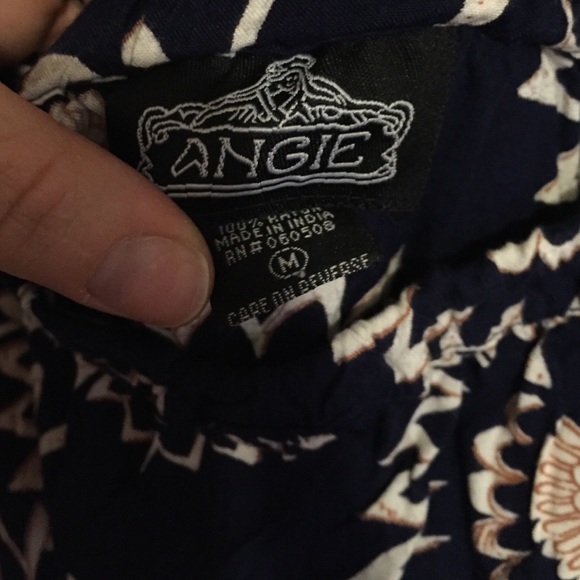 ANGIE
100% RAYON
MADE IN INDIA
RN# 060508
M
CARE ON REVERSE